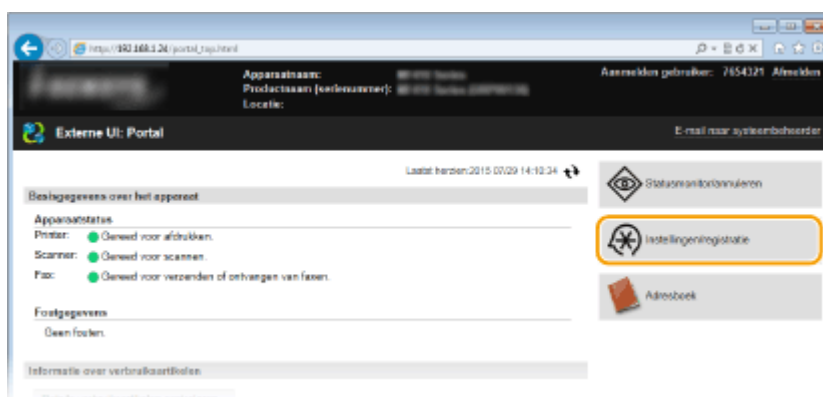 http://192.168.1.24/portal_top.html
Apparaatnaam:
Productnaam (serienummer):
Locatie:
Aanmelden gebruiker: 7654321 Afmelden
Externe UI: Portal
E-mail naar systeembeheerder
Laatst herzien:2015 07/29 14:10:34
Basisgegevens over het apparaat
Apparaatstatus
Printer: Gereed voor afdrukken.
Scanner: Gereed voor scannen.
Fax: Gereed voor verzenden of ontvangen van faxen.
Foutgegevens
Geen fouten.
Informatie over verbruiksartikelen
Statusmonitor/annuleren
Instellingen/registratie
Adresboek